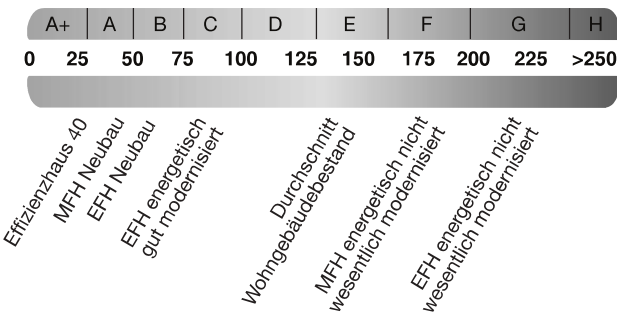 A+ A B C D E F G H
0 25 50 75 100 125 150 175 200 225 >250
Effizienzhaus 40
MFH Neubau
EFH Neubau
EFH energetisch
gut modernisiert
Durchschnitt
Wohngebäudebestand
MFH energetisch nicht
wesentlich modernisiert
EFH energetisch nicht
wesentlich modernisiert